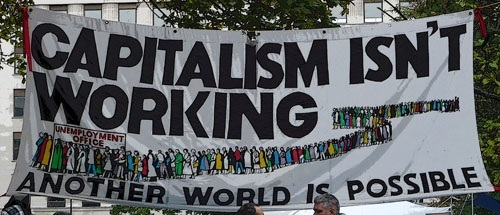 CAPITALISM ISN'T
WORKING
UNEMPLOYMENT
OFFICE
ANOTHER WORLD IS POSSIBLE